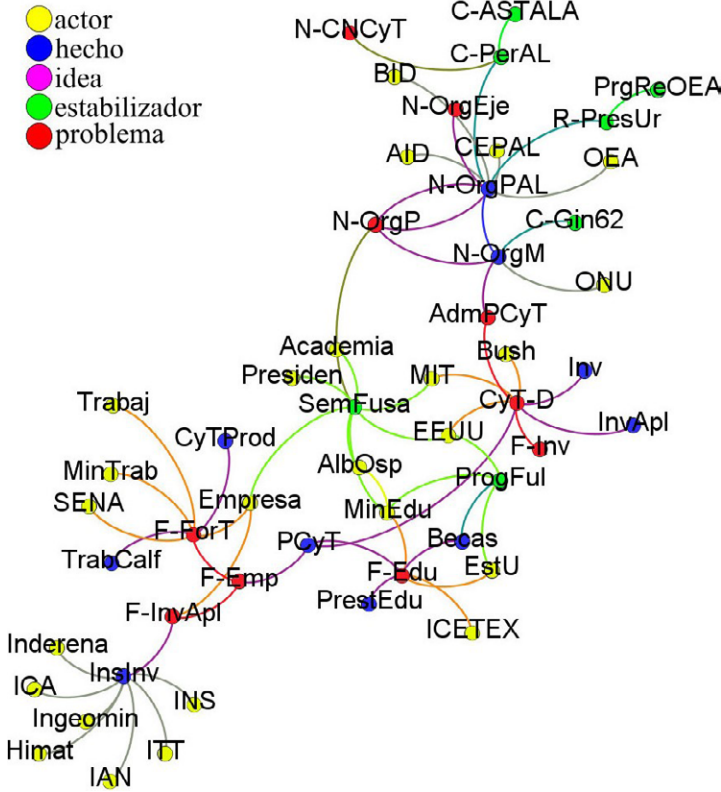 actor
hecho
idea
estabilizador
problema
C-ASTALA
N-CNCyT
C-PerAL
BID
PrgReOEA
N-OrgEje
R-PresUr
AID
CEPAL
OEA
N-OrgPAL
N-OrgP
C-Gin62
N-OrgM
ONU
AdmPCyT
Academia
Bush
Presiden
MIT
Inv
Trabaj
SemFusa
CyT-D
CyTProd
EEUU
InvApl
F-Inv
MinTrab
AlbOsp
ProgFul
SENA
Empresa
MinEdu
F-ForT
PCyT
Becas
TrabCalf
F-Emp
F-Edu
EstU
PrestEdu
F-InvApl
ICETEX
Inderena
InsInv
ICA
INS
Ingeomin
Himat
ITT
IAN